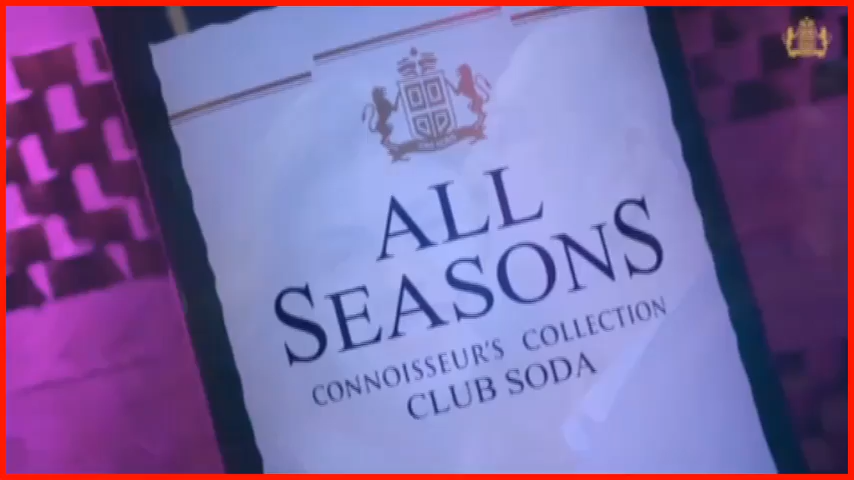 ALL
SEASONS
CONNOISSEUR'S COLLECTION
CLUB SODA